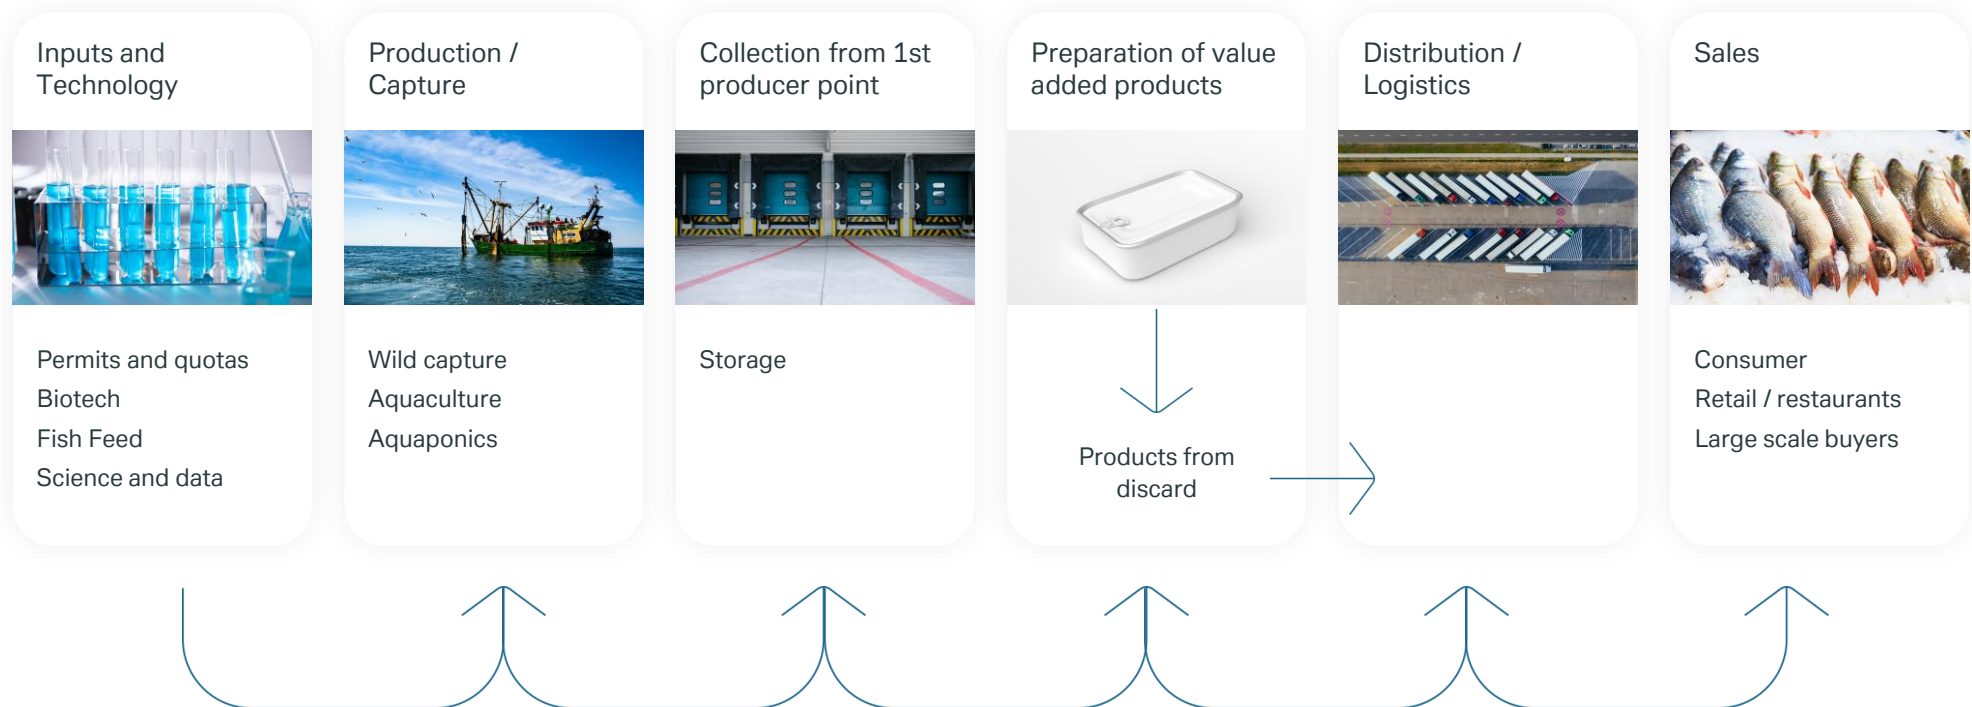 Inputs and
Technology
Permits and quotas
Biotech
Fish Feed
Science and data
Production /
Capture
Wild capture
Aquaculture
Aquaponics
Collection from 1st
producer point
Storage
Preparation of value
added products
Products from
discard
Distribution /
Logistics
Sales
Consumer
Retail / restaurants
Large scale buyers